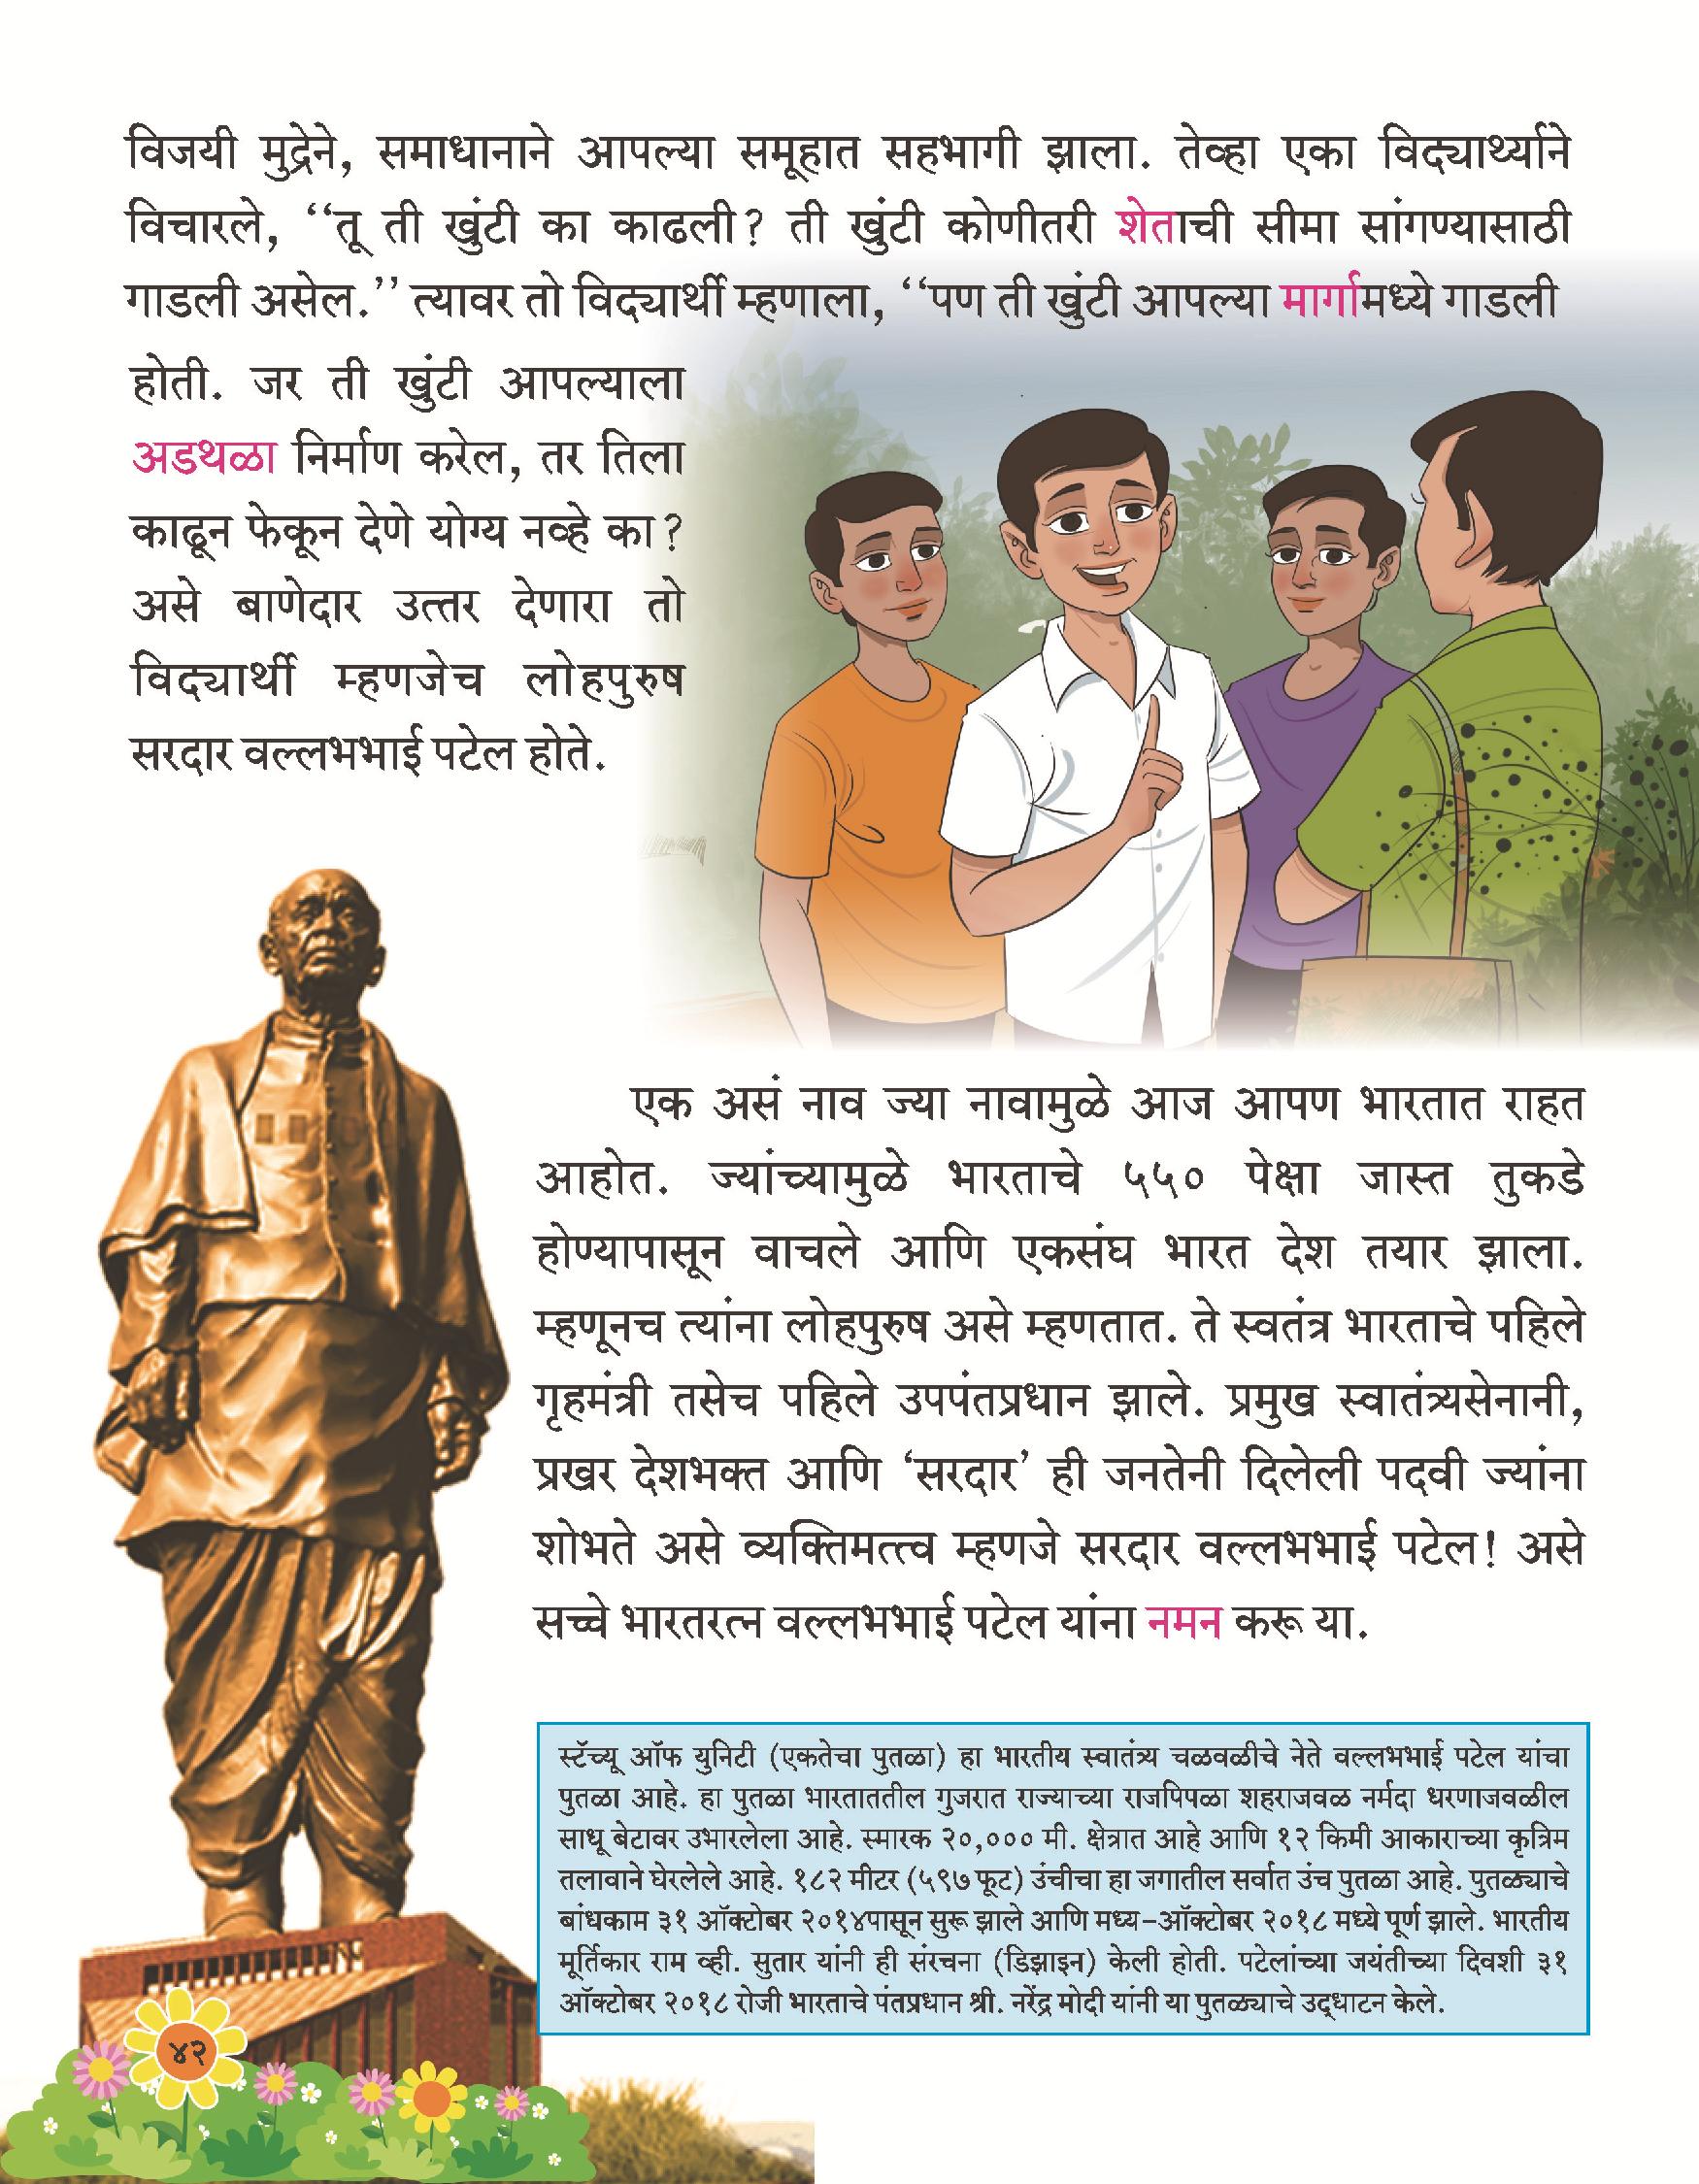 विजयी मुद्रेने, समाधानाने आपल्या समूहात सहभागी झाला. तेव्हा एका विद्यार्थ्याने
विचारले, ‘‘तू ती खुंटी का काढली? ती खुंटी कोणीतरी शेताची सीमा सांगण्यासाठी
गाडली असेल.’’ त्यावर तो विद्यार्थी म्हणाला, ‘‘पण ती खुंटी आपल्या मार्गामध्ये गाडली
होती. जर ती खुंटी आपल्याला
अडथळा निर्माण करेल, तर तिला
काढून फेकून देणे योग्य नव्हे का?
असे बाणेदार उत्तर देणारा तो
विद्यार्थी म्हणजेच लोहपुरुष
सरदार वल्लभभाई पटेल होते.
एक असं नाव ज्या नावामुळे आज आपण भारतात राहत
आहोत. ज्यांच्यामुळे भारताचे ५५० पेक्षा जास्त तुकडे
होण्यापासून वाचले आणि एकसंघ भारत देश तयार झाला.
म्हणूनच त्यांना लोहपुरुष असे म्हणतात. ते स्वतंत्र भारताचे पहिले
गृहमंत्री तसेच पहिले उपपंतप्रधान झाले. प्रमुख स्वातंत्र्यसेनानी,
प्रखर देशभक्त आणि ‘सरदार’ ही जनतेनी दिलेली पदवी ज्यांना
शोभते असे व्यक्तिमत्त्व म्हणजे सरदार वल्लभभाई पटेल! असे
सच्चे भारतरत्न वल्लभभाई पटेल यांना नमन करू या.
स्टॅच्यू ऑफ युनिटी (एकतेचा पुतळा) हा भारतीय स्वातंत्र्य चळवळीचे नेते वल्लभभाई पटेल यांचा
पुतळा आहे. हा पुतळा भारताततील गुजरात राज्याच्या राजपिपळा शहराजवळ नर्मदा धरणाजवळील
साधू बेटावर उभारलेला आहे. स्मारक २०,००० मी. क्षेत्रात आहे आणि १२ किमी आकाराच्या कृत्रिम
तलावाने घेरलेले आहे. १८२ मीटर (५९७ फूट) उंचीचा हा जगातील सर्वात उंच पुतळा आहे. पुतळ्याचे
बांधकाम ३१ ऑक्टोबर २०१४पासून सुरू झाले आणि मध्य-ऑक्टोबर २०१८ मध्ये पूर्ण झाले. भारतीय
मूर्तिकार राम व्ही. सुतार यांनी ही संरचना (डिझाइन) केली होती. पटेलांच्या जयंतीच्या दिवशी ३१
ऑक्टोबर २०१८ रोजी भारताचे पंतप्रधान श्री. नरेंद्र मोदी यांनी या पुतळ्याचे उद्‌धाटन केले.
४२